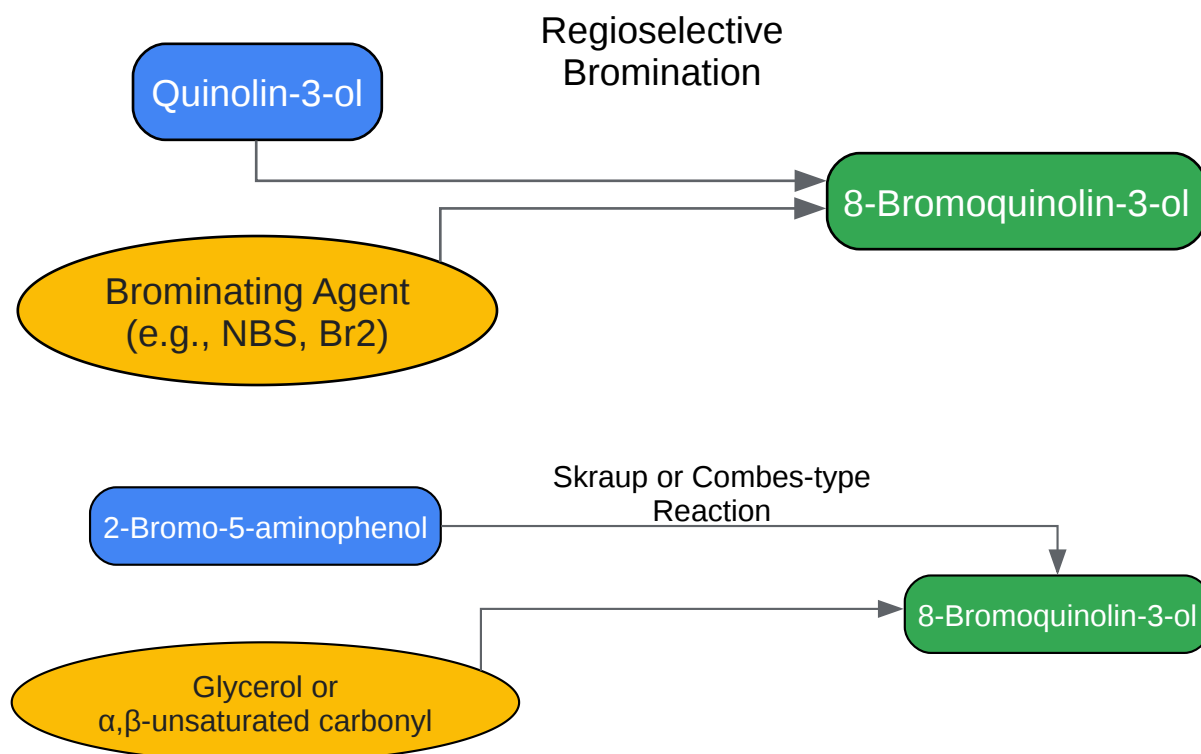 Regioselective
Bromination
Quinolin-3-ol
8-Bromoquinolin-3-ol
Brominating Agent
(e.g., NBS, Br2)
Skraup or Combes-type
Reaction
2-Bromo-5-aminophenol
8-Bromoquinolin-3-ol
Glycerol or
α,β-unsaturated carbonyl